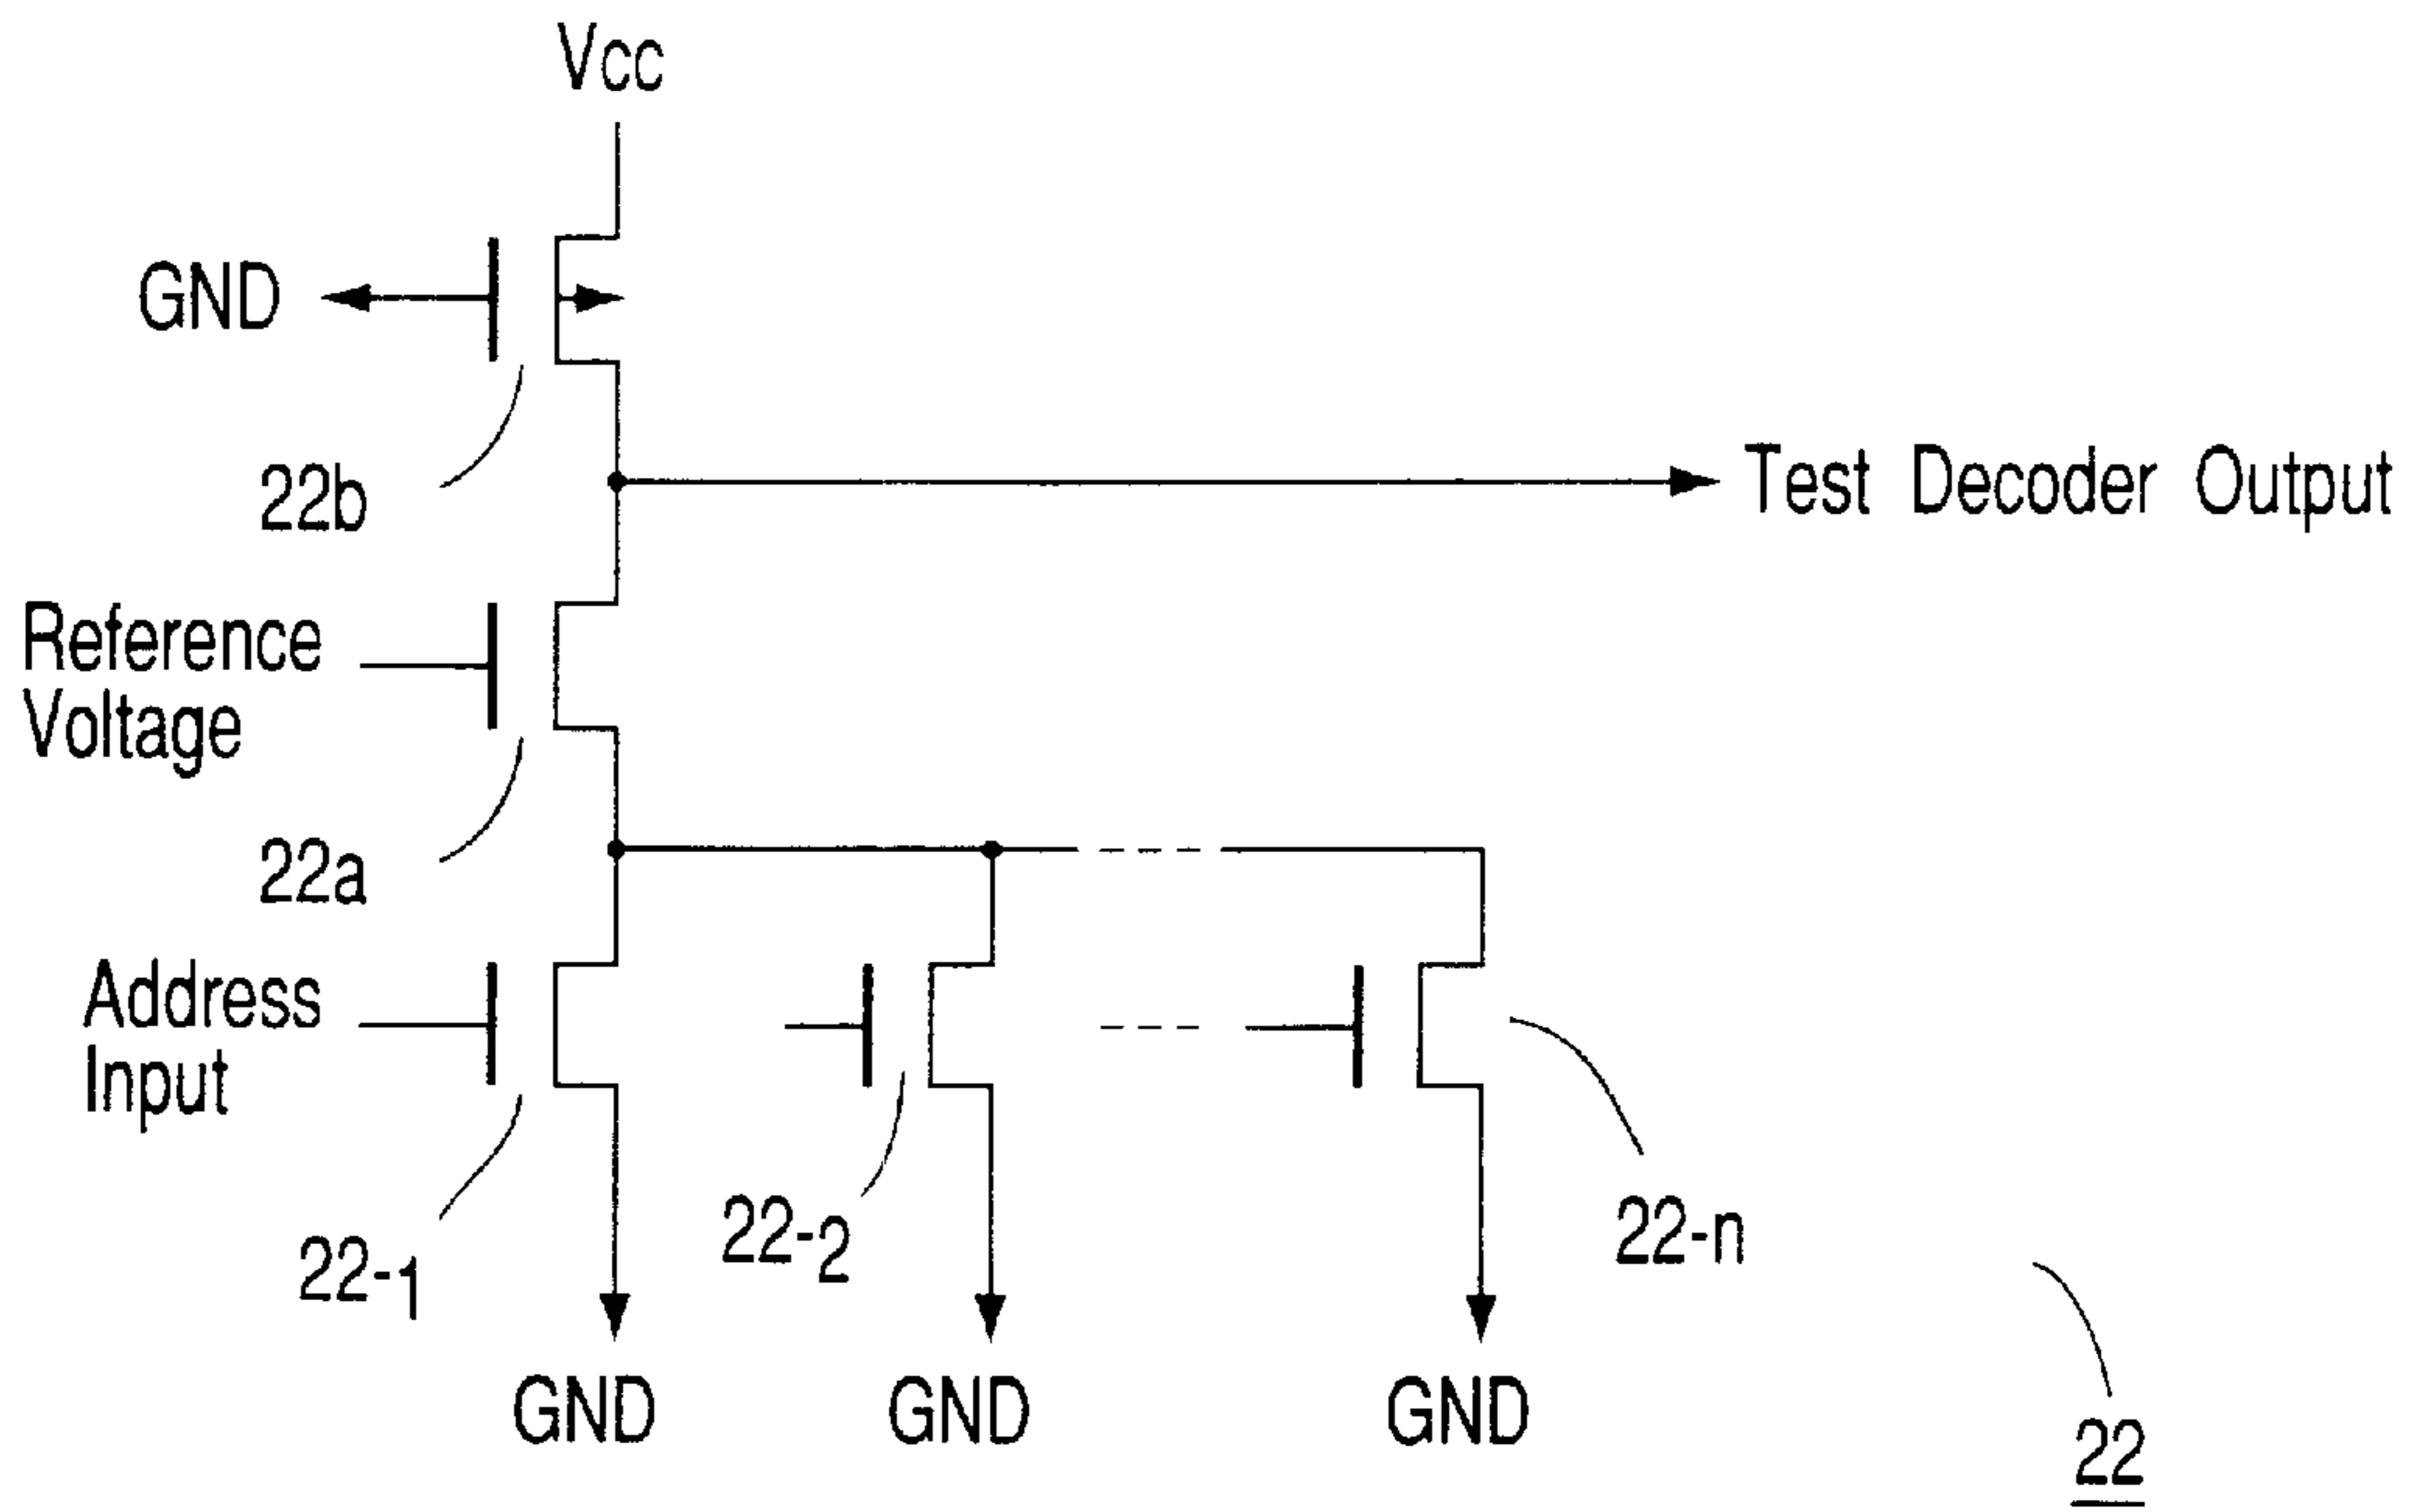 Vcc
GND
22b
Test Decoder Output
Reference
Voltage
22a
Address
Input
22-1
22-2
22-n
GND
GND
GND
22